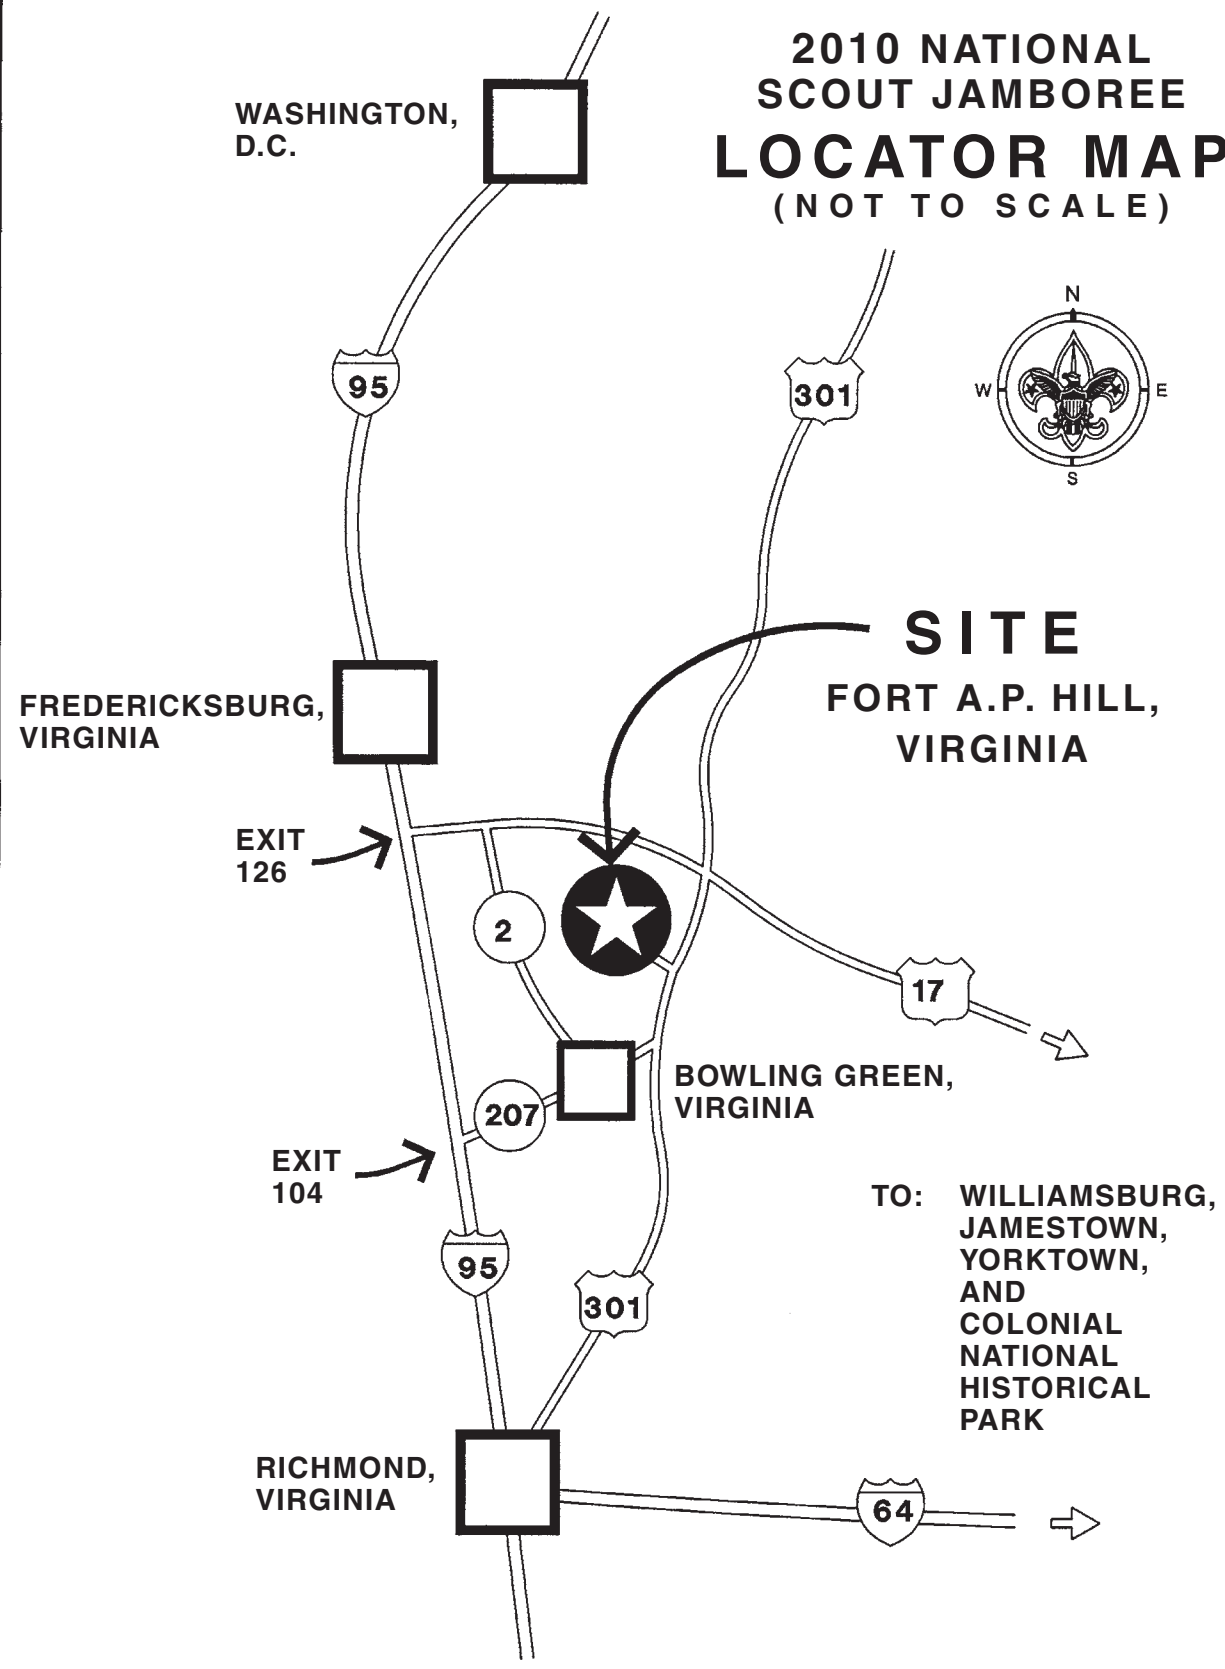 2010 NATIONAL
SCOUT JAMBOREE
LOCATOR MAP
(NOT TO SCALE)
WASHINGTON,
D.C.
N
W
E
S
95
301
SITE
FORT A.P. HILL,
VIRGINIA
FREDERICKSBURG,
VIRGINIA
EXIT
126
2
17
BOWLING GREEN,
VIRGINIA
207
EXIT
104
TO: WILLIAMSBURG,
JAMESTOWN,
YORKTOWN,
AND
COLONIAL
NATIONAL
HISTORICAL
PARK
95
301
RICHMOND,
VIRGINIA
64